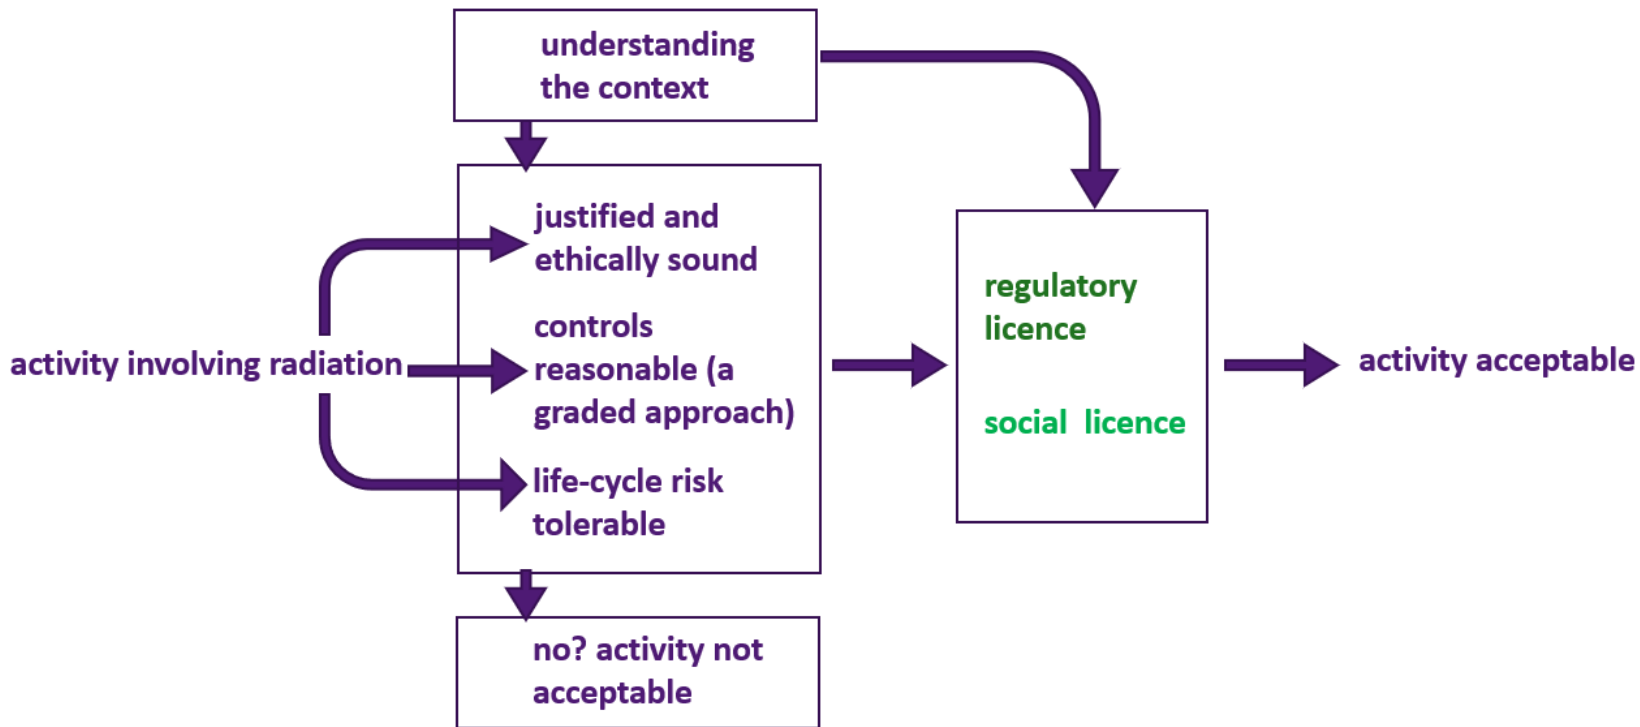 understanding
the context
justified and
ethically sound
controls
reasonable (a
graded approach)
life-cycle risk
tolerable
activity involving radiation
no? activity not
acceptable
regulatory
licence
social licence
activity acceptable